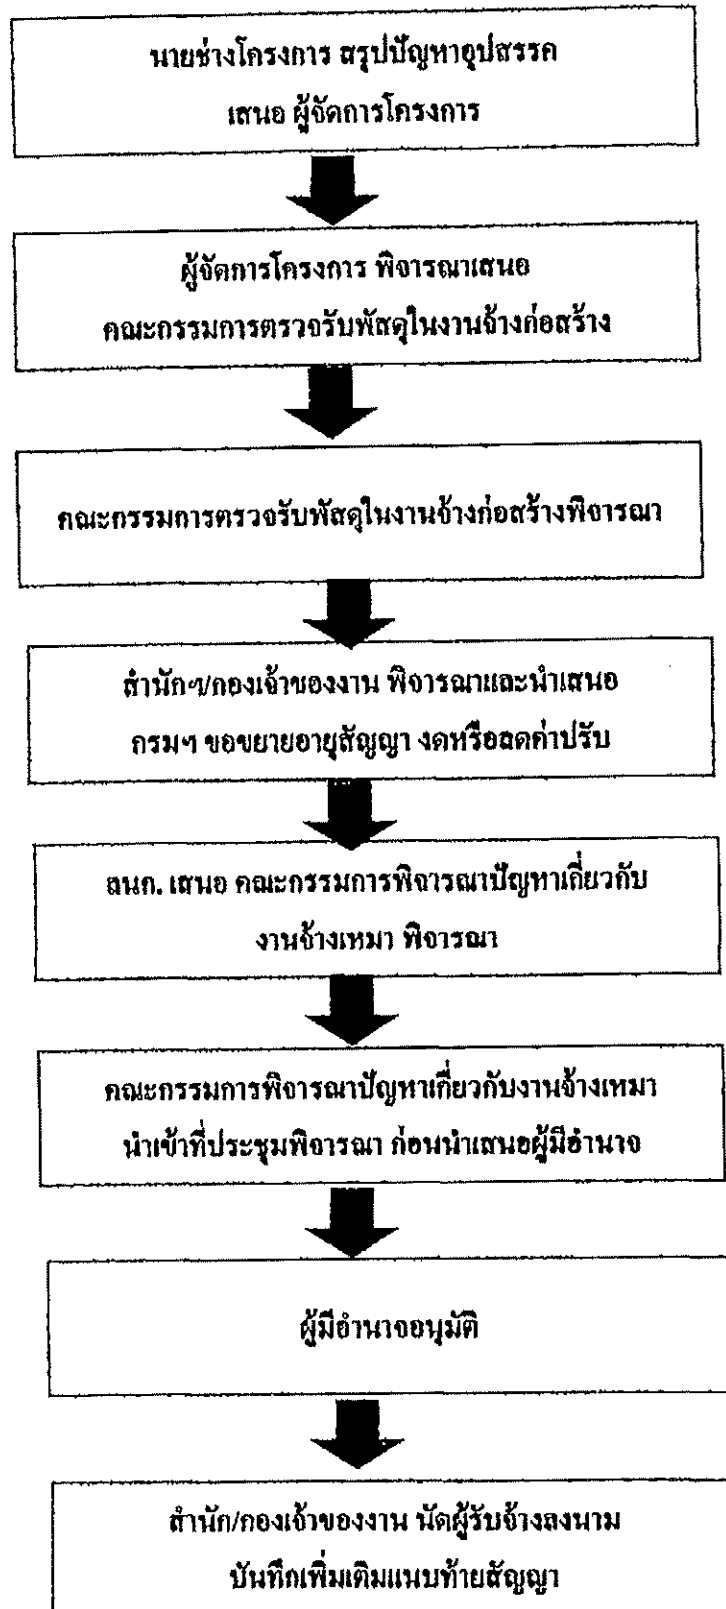 นายช่างโครงการ สรุปปัญหาอุปสรรค
เสนอ ผู้จัดการโครงการ
ผู้จัดการโครงการ พิจารณาเสนอ
คณะกรรมการตรวจรับพัสดุในงานจ้างก่อสร้าง
คณะกรรมการตรวจรับพัสดุในงานจ้างก่อสร้างพิจารณา
สำนักฯ/กองเจ้าของงาน พิจารณาและนำเสนอ
กรมฯ ขอขยายอายุสัญญา งดหรือลดค่าปรับ
สนก. เสนอ คณะกรรมการพิจารณาปัญหาเกี่ยวกับ
งานจ้างเหมา พิจารณา
คณะกรรมการพิจารณาปัญหาเกี่ยวกับงานจ้างเหมา
นำเข้าที่ประชุมพิจารณา ก่อนนำเสนอผู้มีอำนาจ
ผู้มีอำนาจอนุมัติ
สำนัก/กองเจ้าของงาน นัดผู้รับจ้างลงนาม
บันทึกเพิ่มเติมแนบท้ายสัญญา